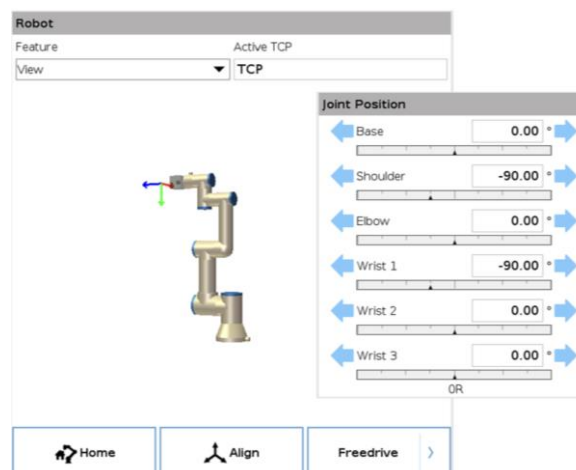 Robot
Feature Active TCP
View TCP
Joint Position
Base 0.00 °
Shoulder -90.00 °
Elbow 0.00 °
Wrist 1 -90.00 °
Wrist 2 0.00 °
Wrist 3 0.00 °
0R
Home Align Freedrive